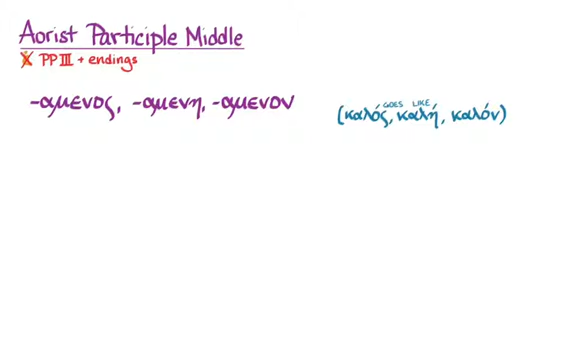 Aorist Participle Middle
PP III + endings
-αμενος, -αμενη, -αμενον
GOES LIKE
(καλός, καλή, καλόν)